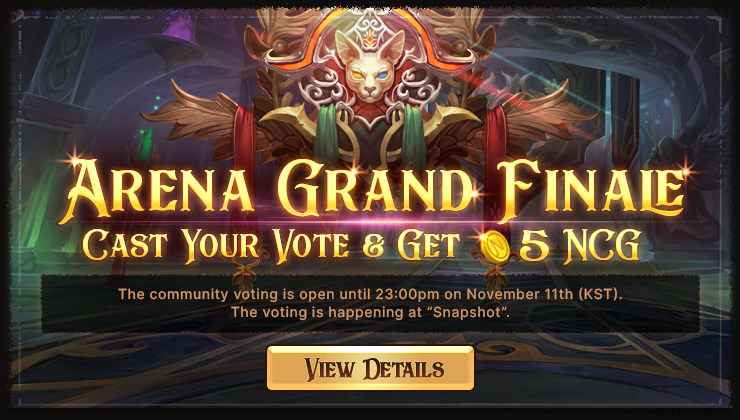 Arena Grand Finale
Cast Your Vote & Get 5 NCG
The community voting is open until 23:00pm on November 11th (KST).
The voting is happening at “Snapshot”.
View Details